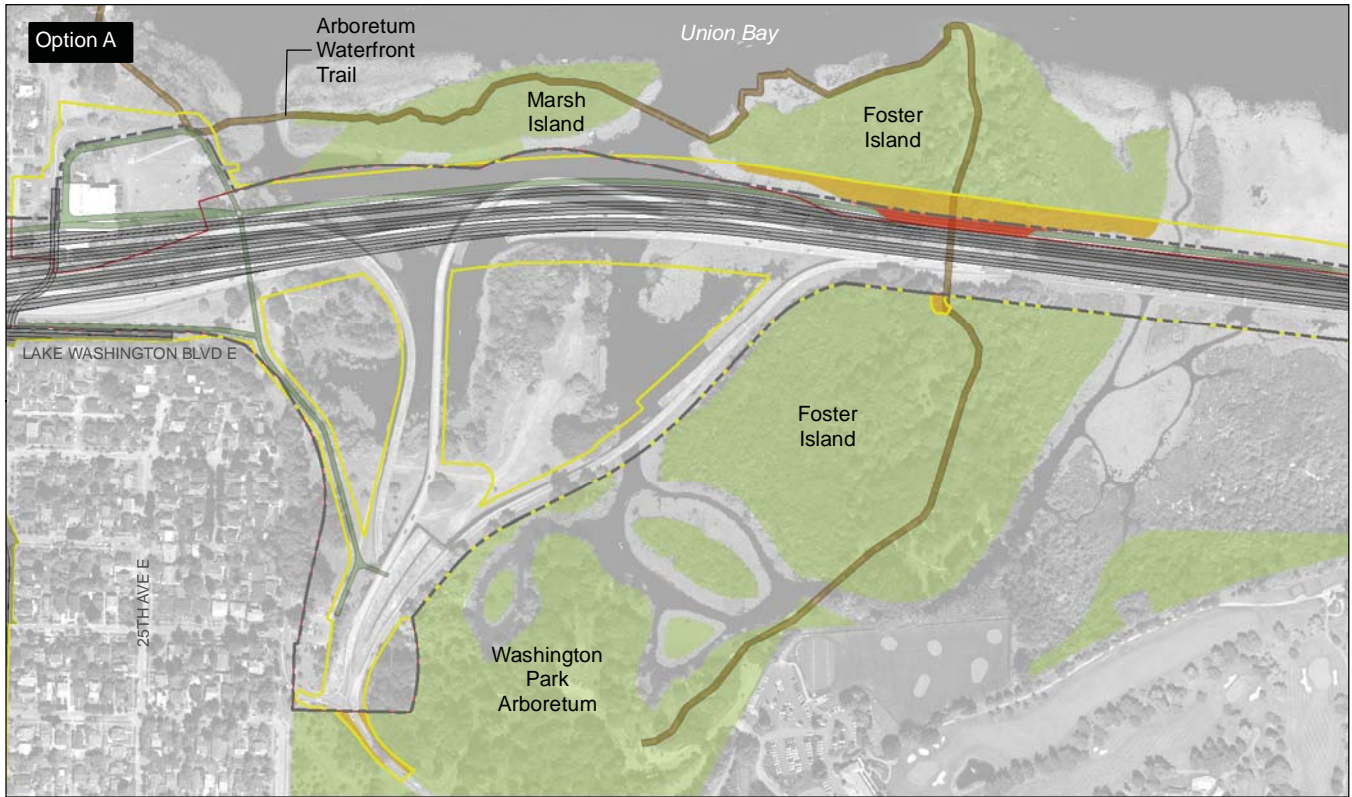 Option A
Arboretum
Waterfront
Trail
Union Bay
Marsh
Island
Foster
Island
LAKE WASHINGTON BLVD E
Foster
Island
25TH AVE E
Washington
Park
Arboretum